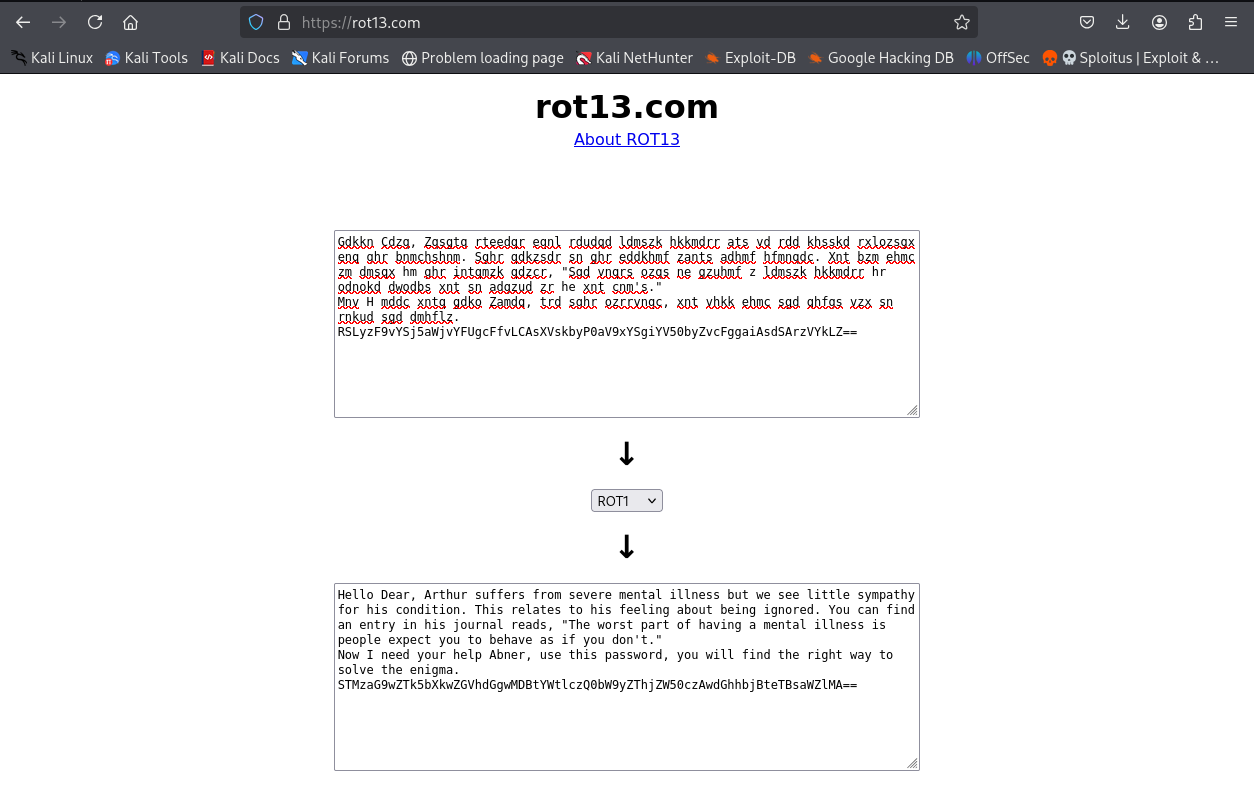 https://rot13.com
Kali Linux Kali Tools Kali Docs Kali Forums Problem loading page Kali NetHunter Exploit-DB Google Hacking DB OffSec Sploitus | Exploit & ...
rot13.com
About ROT13
Gdkkn Cdzq, Zqsgtq rteedqr eqnl rdudqd ldmszk hkkmdrr ats vd rdd khsskd rxlozsgx
enq ghr bnmchshnm. Sghr qdkzsdr sn ghr eddkhmf zants adhmf hfmnqdc. Xnt bzm ehmc
zm dmsqx hm ghr intqmzk qdzcr, "Sgd vnqrs ozqs ne gzuhmf z ldmszk hkkmdrr hr
odnokd dwodbs xnt sn adgzud zr he xnt cnm's."
Mnv H mddc xntq gdko Zamdq, trd sghr ozrrvnqc, xnt vhkk ehmc sgd qhfgs vzx sn
rnkud sgd dmhflz.
RSLyzF9vYSj5aWjvYFUgcFfvLCAsXVskbyP0aV9xYSgiYV50byZvcFggaiAsdSArzVYkLZ==
↓
ROT1
↓
Hello Dear, Arthur suffers from severe mental illness but we see little sympathy
for his condition. This relates to his feeling about being ignored. You can find
an entry in his journal reads, "The worst part of having a mental illness is
people expect you to behave as if you don't."
Now I need your help Abner, use this password, you will find the right way to
solve the enigma.
STMzaG9wZTk5bXkwZGVhdGgwMDBtYWtlczQ0bW9yZThjZW50czAwdGhhbjBteTBsaWZlMA==